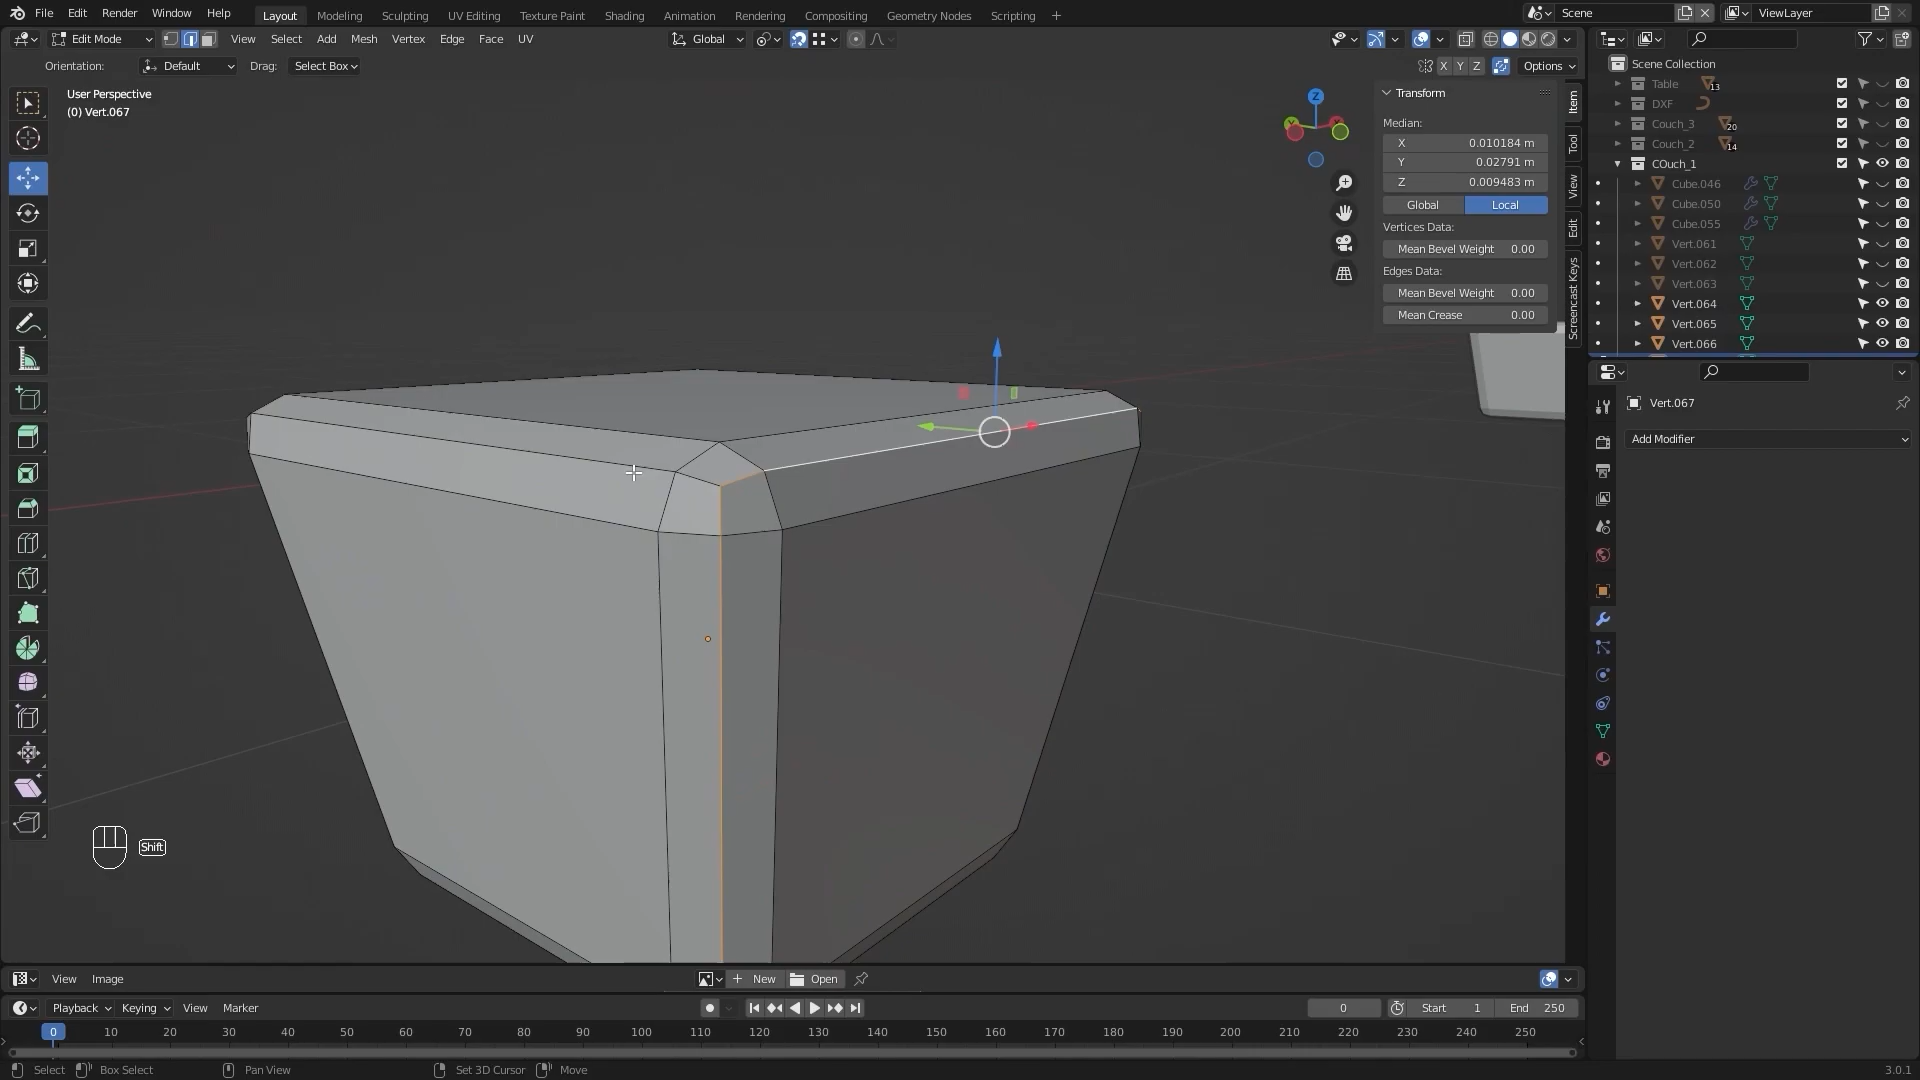 File Edit Render Window Help Layout Modeling Sculpting UV Editing Texture Paint Shading Animation Rendering Compositing Geometry Nodes Scripting + Scene ViewLayer
Edit Mode View Select Add Mesh Vertex Edge Face UV Global
Orientation: Default Drag: Select Box X Y Z Options
User Perspective
(0) Vert.067
Z
Transform
Median:
X 0.010184 m
Y 0.02791 m
Z 0.009483 m
Global Local
Vertices Data:
Mean Bevel Weight 0.00
Edges Data:
Mean Bevel Weight 0.00
Mean Crease 0.00
Item
Tool
View
Edit
Screencast Keys
Scene Collection
Table 13
DXF
Couch_3 20
Couch_2 14
COuch_1
Cube.046
Cube.050
Cube.055
Vert.061
Vert.062
Vert.063
Vert.064
Vert.065
Vert.066
Vert.067
Add Modifier
Shift
View Image New Open
Playback Keying View Marker 0 Start 1 End 250
0 10 20 30 40 50 60 70 80 90 100 110 120 130 140 150 160 170 180 190 200 210 220 230 240 250
Select Box Select Pan View Set 3D Cursor Move 3.0.1